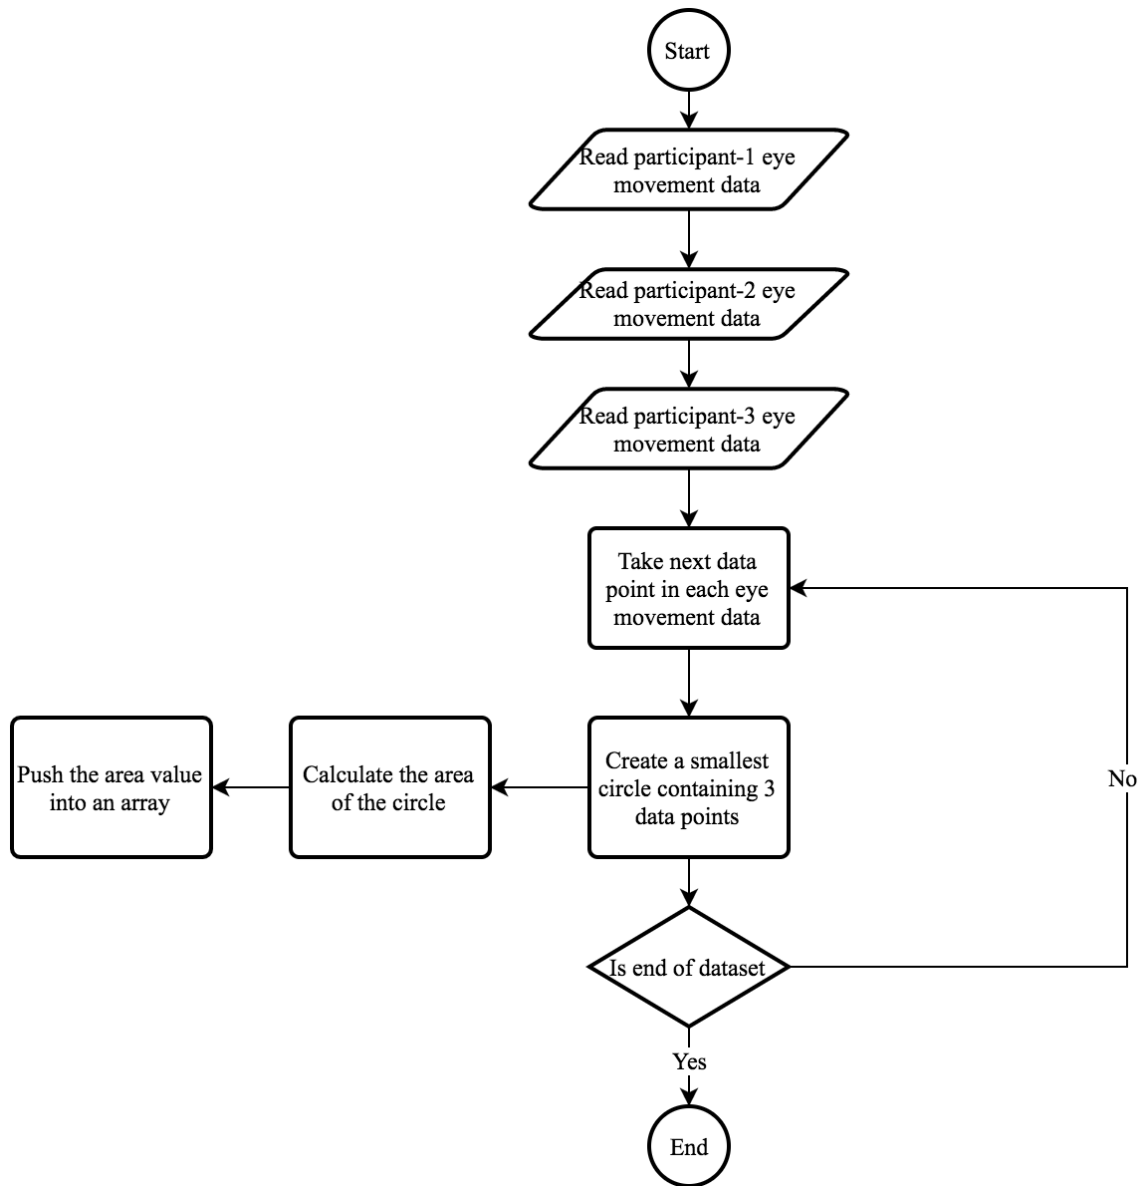 Start
Read participant-1 eye
movement data
Read participant-2 eye
movement data
Read participant-3 eye
movement data
Take next data
point in each eye
movement data
Push the area value
into an array
Calculate the area
of the circle
Create a smallest
circle containing 3
data points
No
Is end of dataset
Yes
End